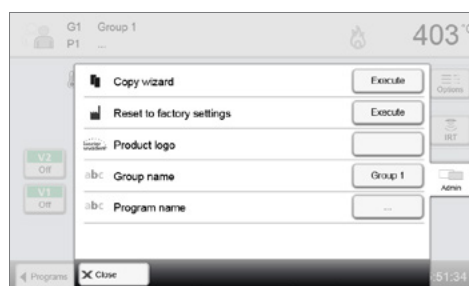 G1 Group 1
P1 ...
403°
Copy wizard Execute
Reset to factory settings Execute
Product logo
abc Group name Group 1
abc Program name ...
Options
IRT
Admin
V2
Off
V1
Off
Programs
Close
:51:34